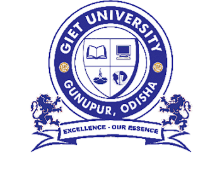 GIET UNIVERSITY
GUNUPUR, ODISHA
EXCELLENCE - OUR ESSENCE